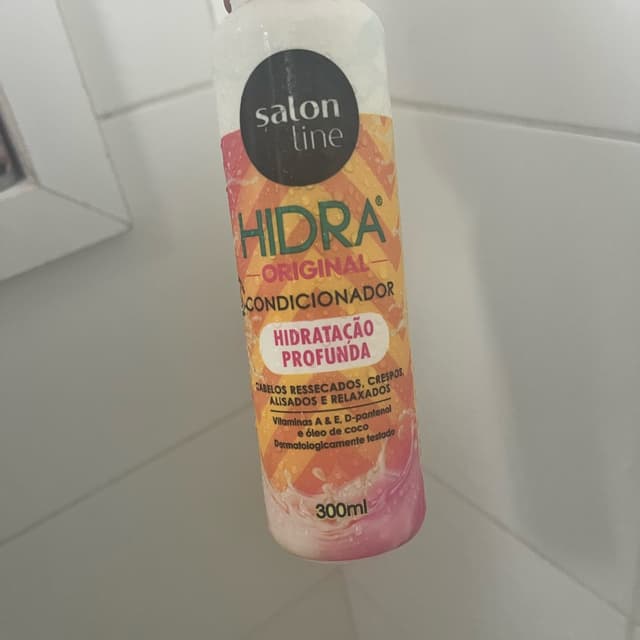 salon
line
HIDRA®
ORIGINAL
CONDICIONADOR
HIDRATAÇÃO
PROFUNDA
CABELOS RESSECADOS, CRESPOS,
ALISADOS E RELAXADOS
Vitaminas A & E, D-pantenol
e óleo de coco
Dermatologicamente testado
300ml